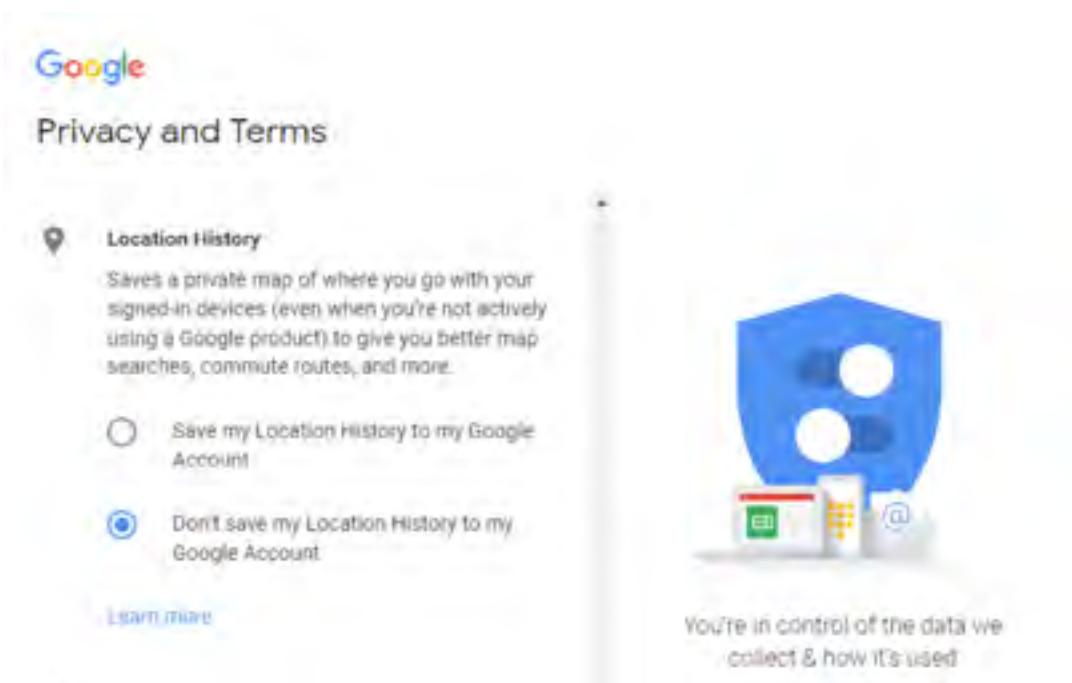 Google
Privacy and Terms
Location History
Saves a private map of where you go with your
signed-in devices (even when you're not actively
using a Google product) to give you better map
searches, commute routes, and more.
Save my Location History to my Google
Account
Don't save my Location History to my
Google Account
Learn more
@
You're in control of the data we
collect & how it's used